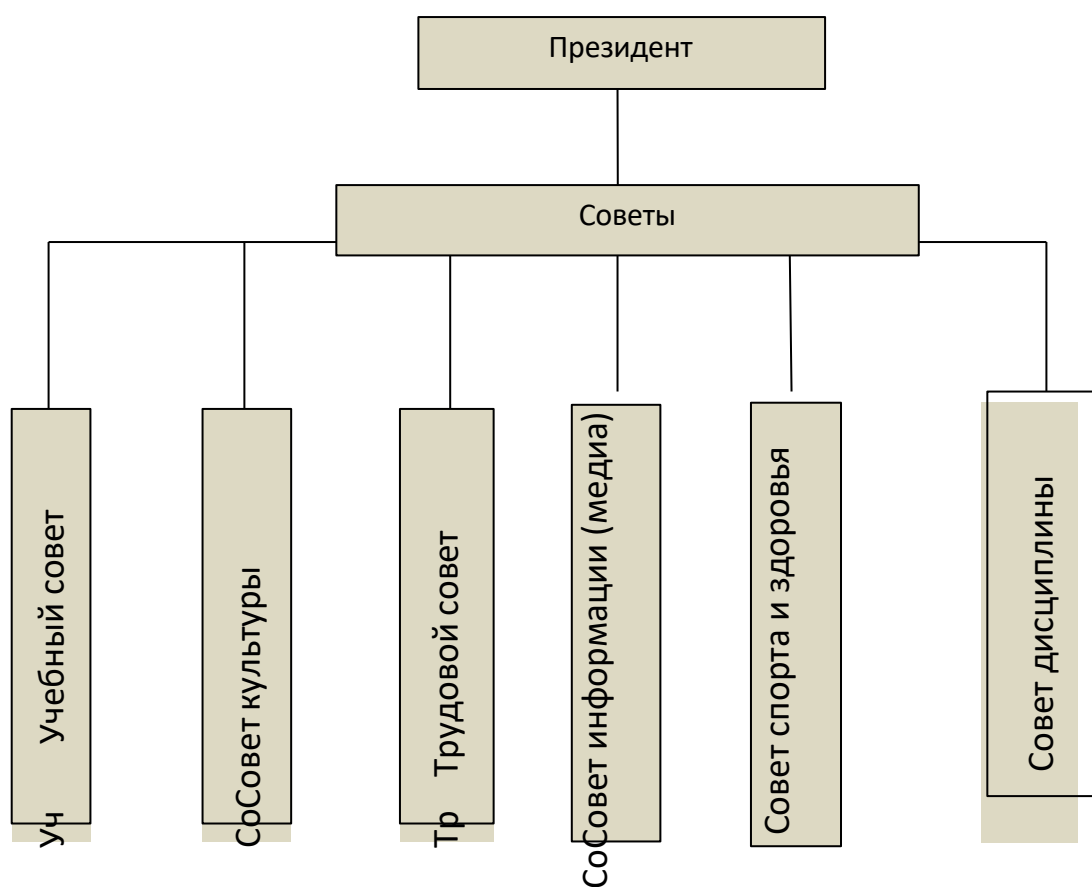 Президент
Советы
Уч Учебный совет
СоСовет культуры
Тр Трудовой совет
СоСовет информации (медиа)
Совет спорта и здоровья
Совет дисциплины